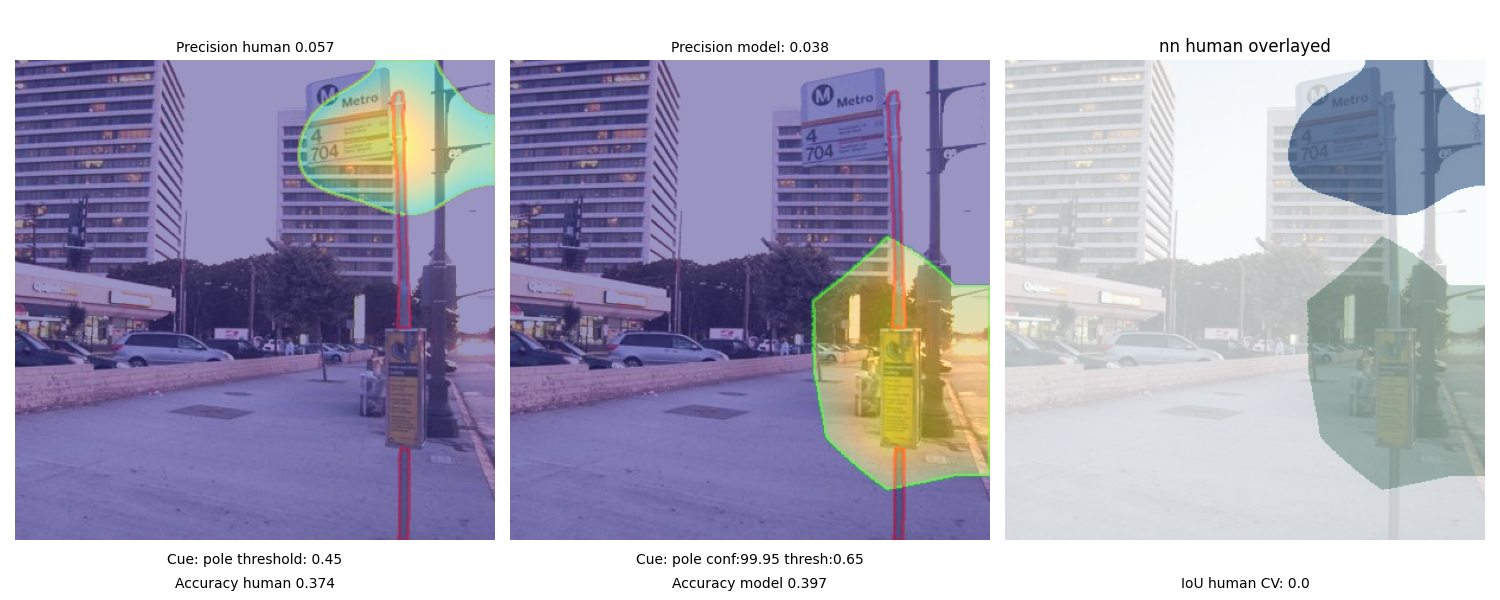 Precision human 0.057
Precision model: 0.038
nn human overlayed
M Metro
4
704
M Metro
4
704
M Metro
4
704
Cue: pole threshold: 0.45
Accuracy human 0.374
Cue: pole conf:99.95 thresh:0.65
Accuracy model 0.397
IoU human CV: 0.0